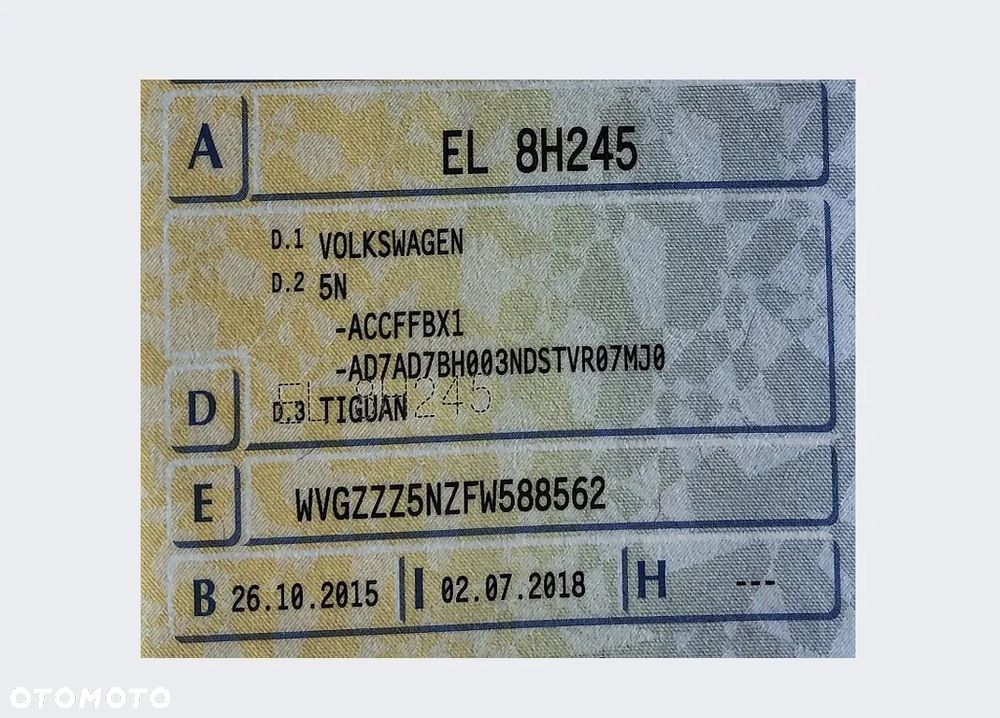 A EL 8H245
D.1 VOLKSWAGEN
D.2 5N
-ACCFFBX1
-AD7AD7BH003NDSTVR07MJ0
EL 8H245
D D.3 TIGUAN
E WVGZZZ5NZFW588562
B 26.10.2015 I 02.07.2018 H ---
OTOMOTO